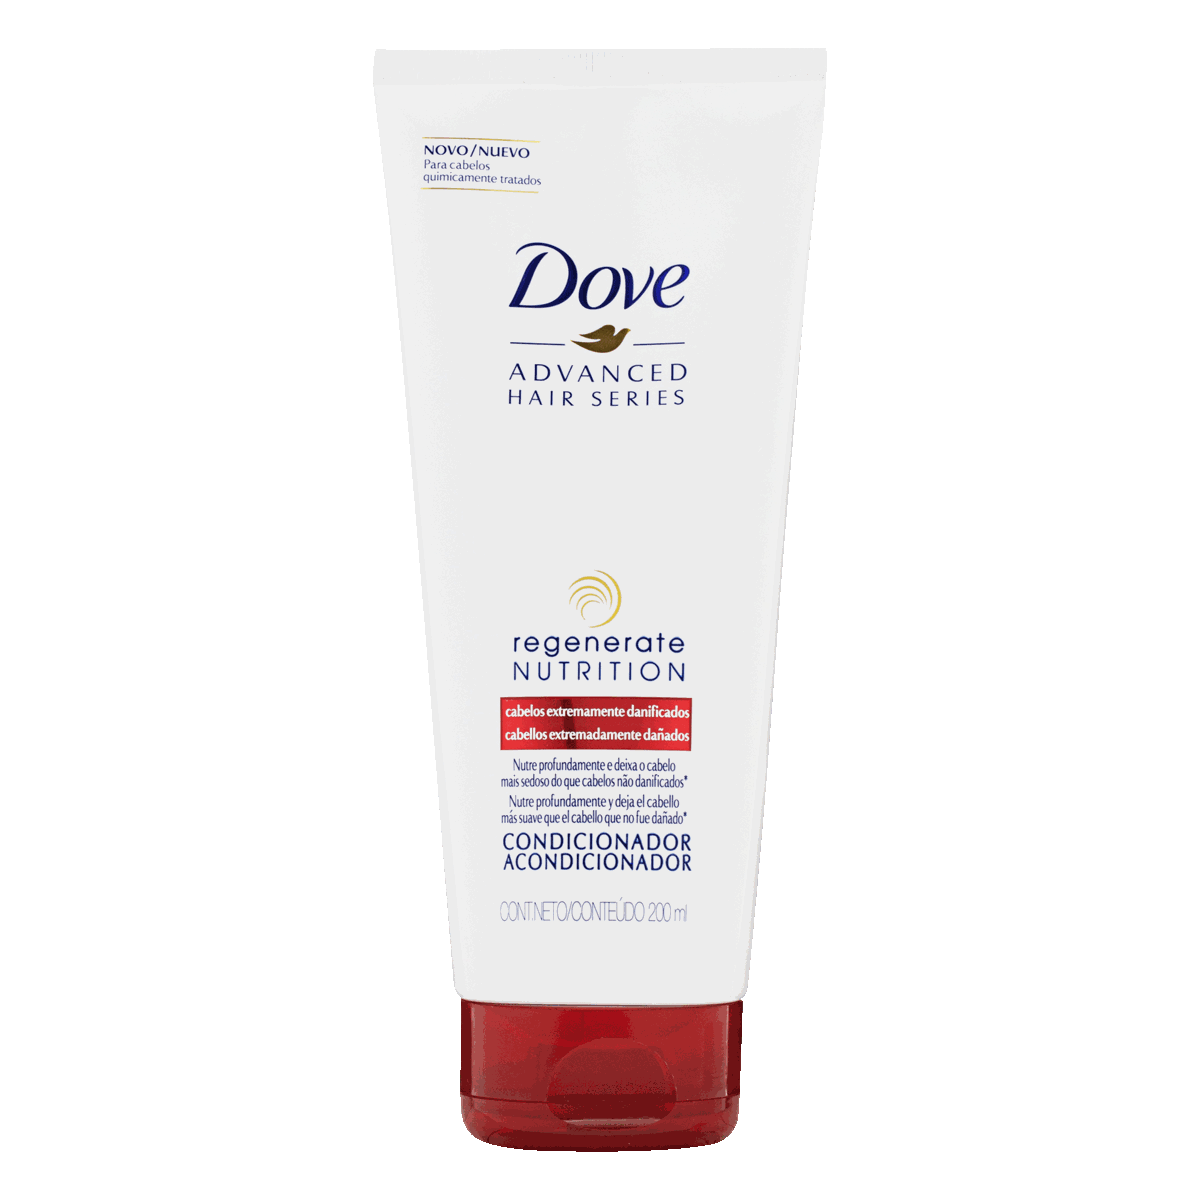 NOVO/NUEVO
Para cabelos
quimicamente tratados
Dove
ADVANCED
HAIR SERIES
regenerate
NUTRITION
cabelos extremamente danificados
cabellos extremadamente dañados
Nutre profundamente e deixa o cabelo
mais sedoso do que cabelos não danificados*
Nutre profundamente y deja el cabello
más suave que el cabello que no fue dañado*
CONDICIONADOR
ACONDICIONADOR
CONT.NETO/CONTEÚDO 200 ml